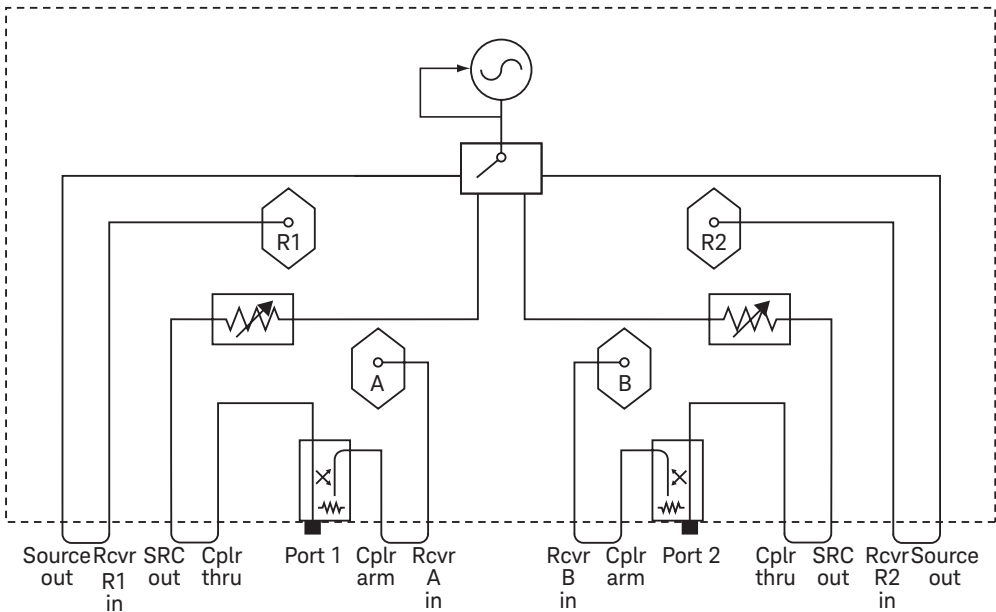 R1
R2
A
B
Source out
Rcvr R1 in
SRC out
Cplr thru
Port 1
Cplr arm
Rcvr A in
Rcvr B in
Cplr arm
Port 2
Cplr thru
SRC out
Rcvr R2 in
Source out